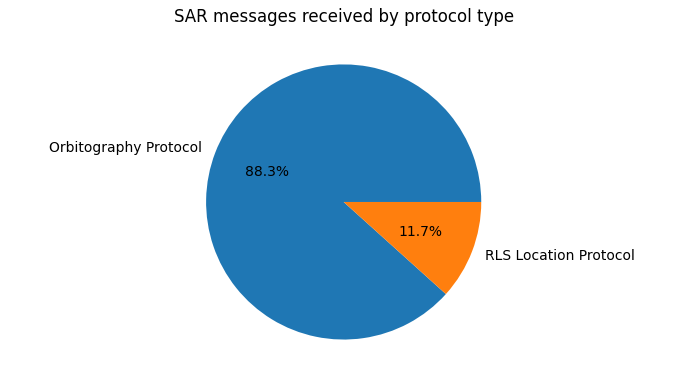 SAR messages received by protocol type
Orbitography Protocol
88.3%
11.7%
RLS Location Protocol